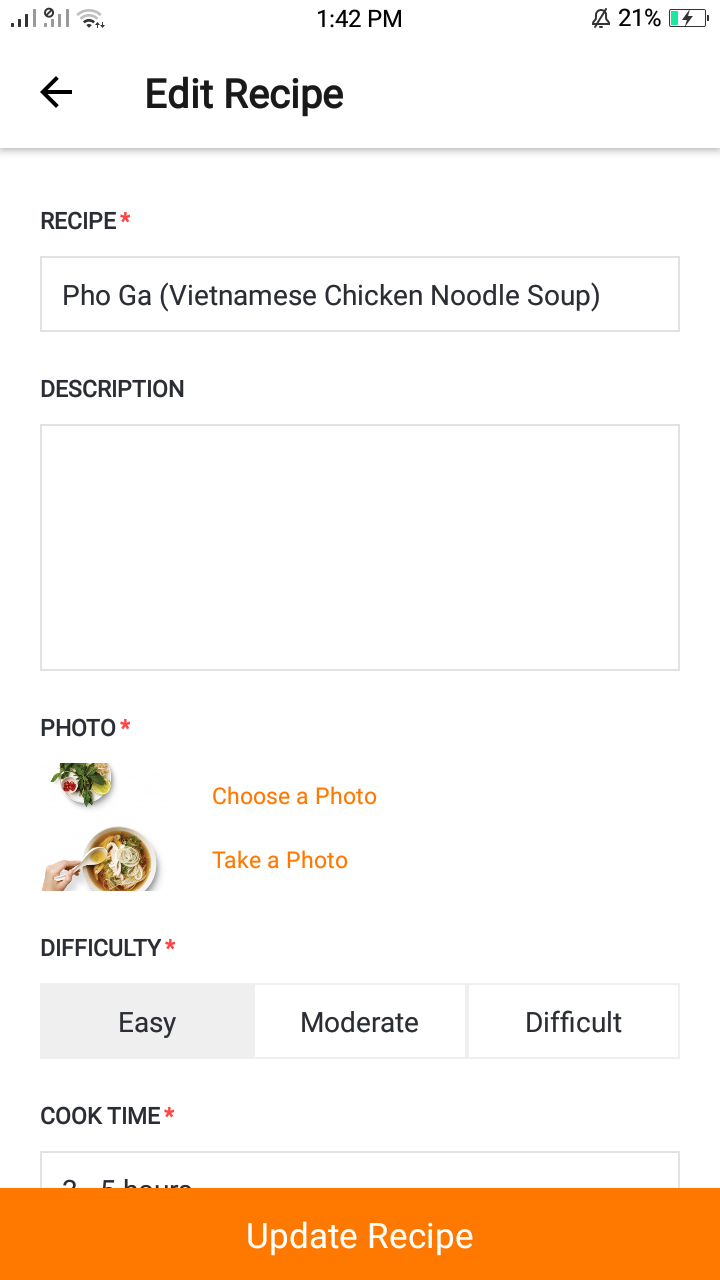 1:42 PM
21%
Edit Recipe
RECIPE*
Pho Ga (Vietnamese Chicken Noodle Soup)
DESCRIPTION
PHOTO*
Choose a Photo
Take a Photo
DIFFICULTY*
Easy Moderate Difficult
COOK TIME*
Update Recipe